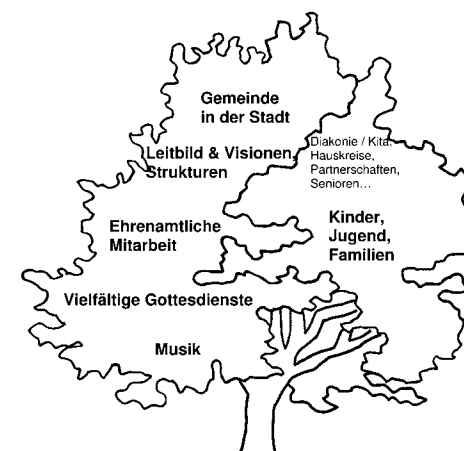 Gemeinde
in der Stadt
Leitbild & Visionen,
Strukturen
Diakonie / Kita,
Hauskreise,
Partnerschaften,
Senioren...
Ehrenamtliche
Mitarbeit
Kinder,
Jugend,
Familien
Vielfältige Gottesdienste
Musik